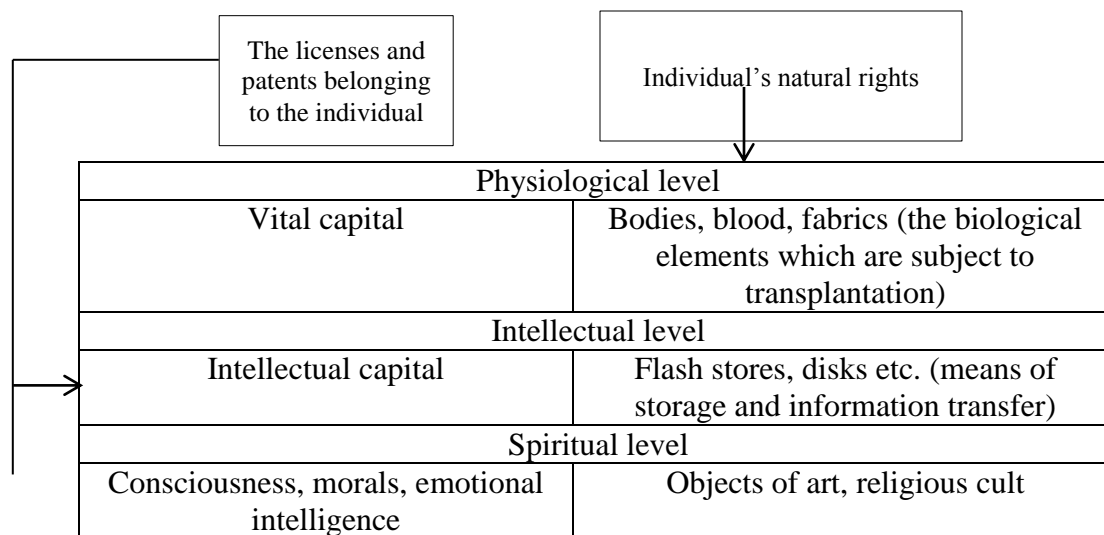 The licenses and
patents belonging
to the individual
Individual’s natural rights
Physiological level
Vital capital
Bodies, blood, fabrics (the biological
elements which are subject to
transplantation)
Intellectual level
Intellectual capital
Flash stores, disks etc. (means of
storage and information transfer)
Spiritual level
Consciousness, morals, emotional
intelligence
Objects of art, religious cult